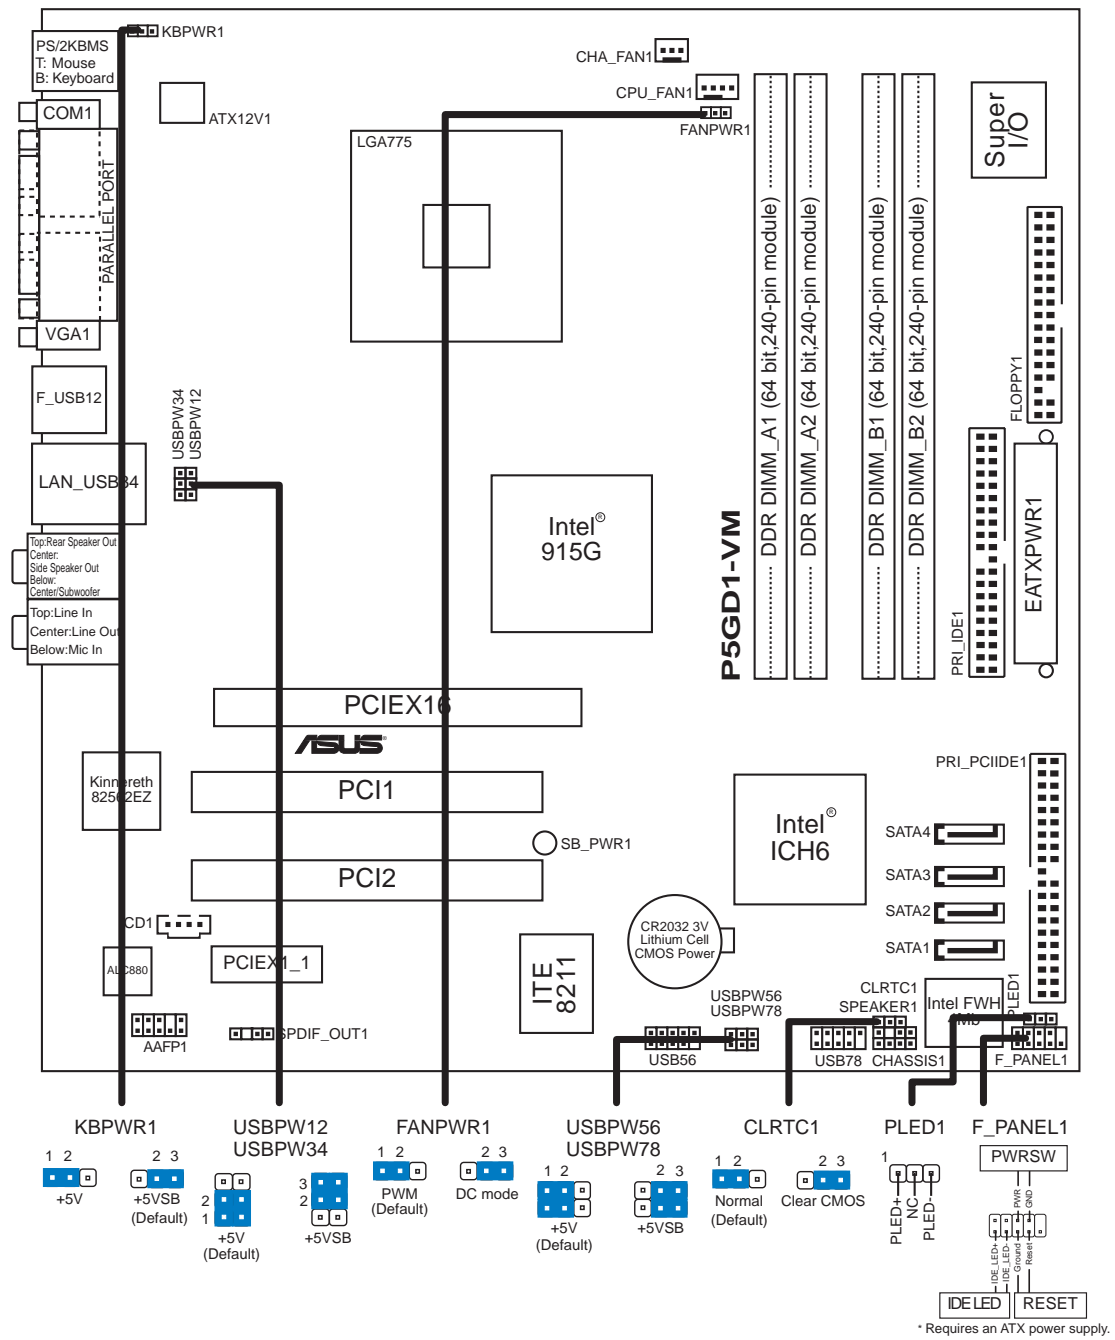 KBPWR1
PS/2KBMS
T: Mouse
B: Keyboard
CHA_FAN1
CPU_FAN1
FANPWR1
COM1
ATX12V1
LGA775
Super
I/O
PARALLEL PORT
VGA1
F_USB12
USBPW34
USBPW12
LAN_USB34
Top:Rear Speaker Out
Center:
Side Speaker Out
Below:
Center/Subwoofer
Top:Line In
Center:Line Out
Below:Mic In
Intel®
915G
P5GD1-VM
DDR DIMM_A1 (64 bit,240-pin module)
DDR DIMM_A2 (64 bit,240-pin module)
DDR DIMM_B1 (64 bit,240-pin module)
DDR DIMM_B2 (64 bit,240-pin module)
FLOPPY1
PRI_IDE1
EATXPWR1
PCIEX16
ASUS
Kinnereth
82562EZ
PCI1
PRI_PCIIDE1
Intel®
ICH6
SATA4
SB_PWR1
SATA3
PCI2
SATA2
CD1
CR2032 3V
Lithium Cell
CMOS Power
SATA1
ALC880
PCIEX1_1
ITE
8211
CLRTC1
SPEAKER1
USBPW56
USBPW78
Intel FWH
4Mb
PLED1
AAFP1
SPDIF_OUT1
USB56
USB78
CHASSIS1
F_PANEL1
KBPWR1
1 2
+5V
2 3
+5VSB
(Default)
USBPW12
USBPW34
2
1
+5V
(Default)
3
2
+5VSB
FANPWR1
1 2
PWM
(Default)
2 3
DC mode
USBPW56
USBPW78
1 2
+5V
(Default)
2 3
+5VSB
CLRTC1
1 2
Normal
(Default)
2 3
Clear CMOS
PLED1
1
PLED+
NC
PLED-
F_PANEL1
PWRSW
PWR
GND
IDE_LED+
IDE_LED-
Ground
Reset
IDE LED
RESET
* Requires an ATX power supply.